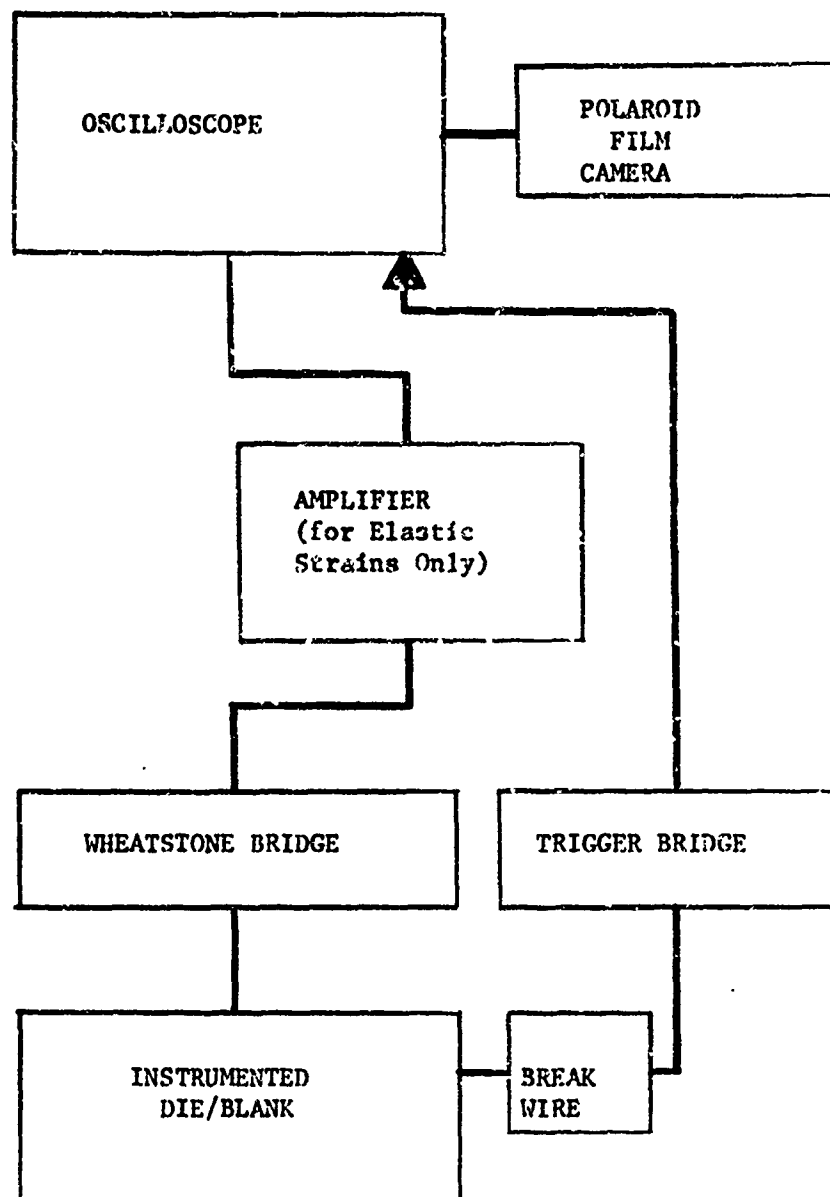 OSCILLOSCOPE
POLAROID
FILM
CAMERA
AMPLIFIER
(for Elastic
Strains Only)
WHEATSTONE BRIDGE
TRIGGER BRIDGE
INSTRUMENTED
DIE/BLANK
BREAK
WIRE